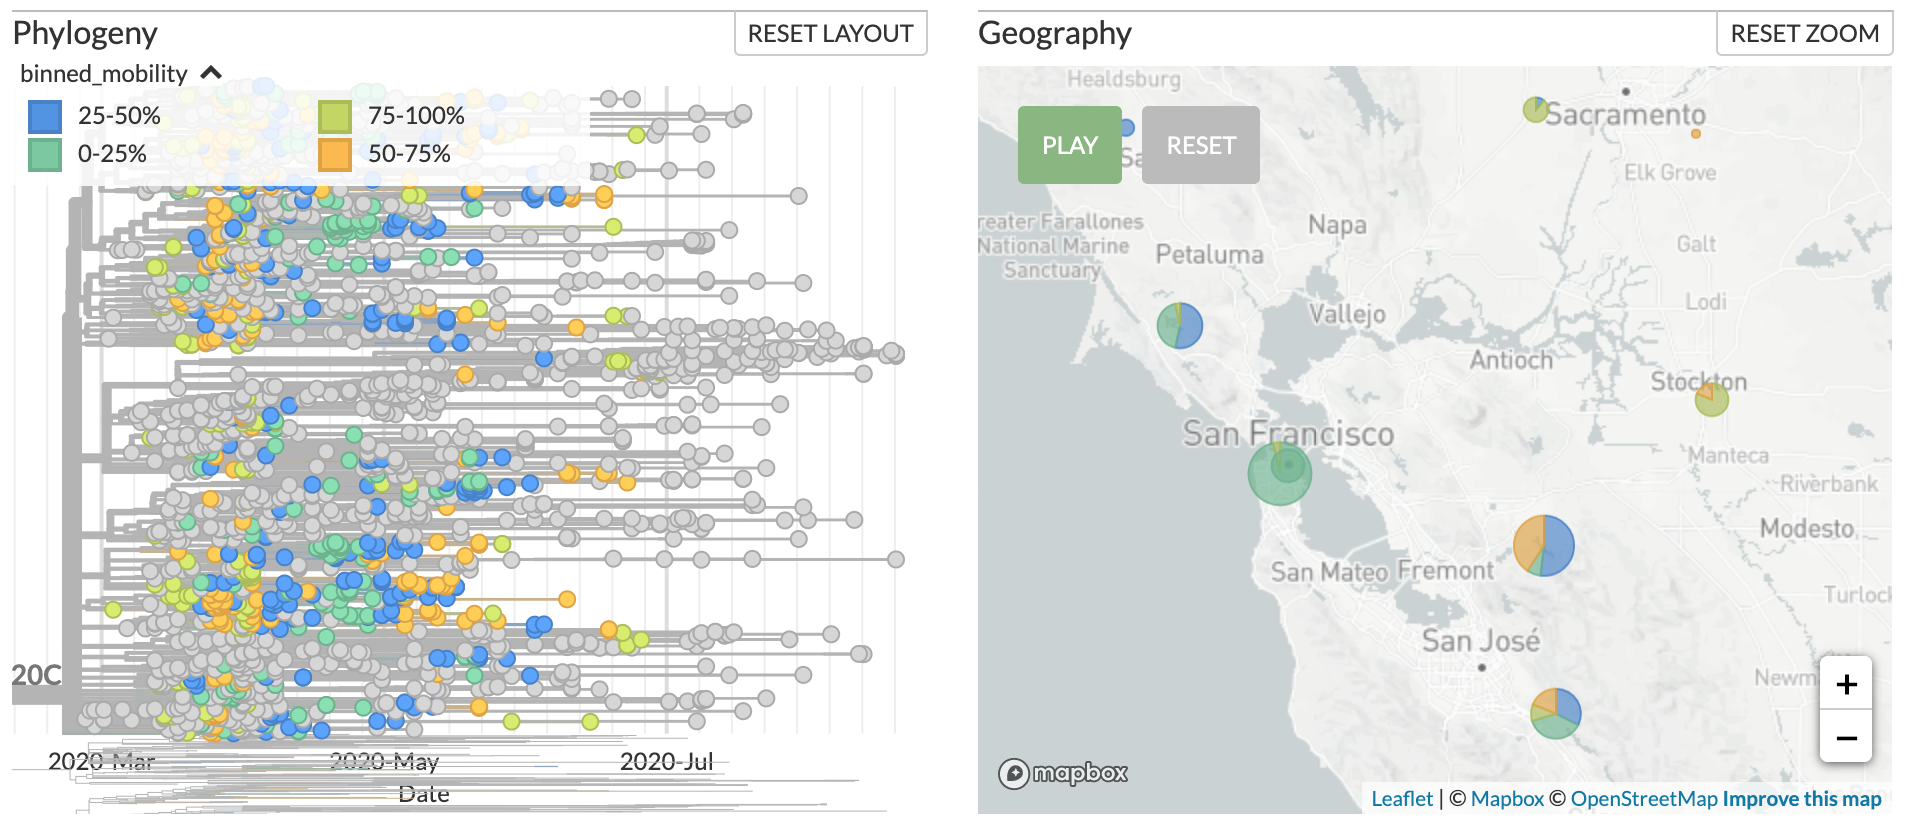 Phylogeny
RESET LAYOUT
binned_mobility
25-50%
75-100%
0-25%
50-75%
20C
2020-Mar
2020-May
2020-Jul
Date
Geography
RESET ZOOM
Healdsburg
PLAY
RESET
Sa
Sacramento
Elk Grove
reater Farallones
National Marine
Sanctuary
Napa
Petaluma
Galt
Lodi
Vallejo
Antioch
Stockton
San Francisco
Manteca
Riverbank
Modesto
San Mateo
Fremont
Turlock
San José
Newm
+
−
mapbox
Leaflet | © Mapbox © OpenStreetMap Improve this map